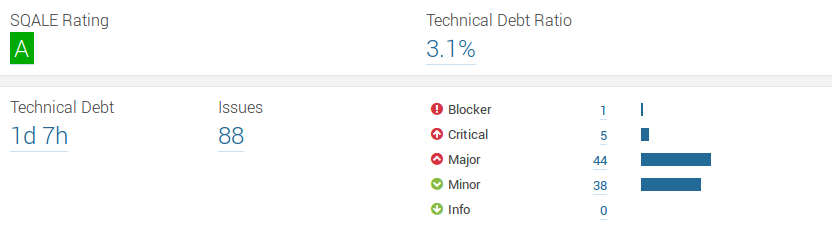 SQALE Rating
A
Technical Debt Ratio
3.1%
Technical Debt
1d 7h
Issues
88
Blocker 1
Critical 5
Major 44
Minor 38
Info 0